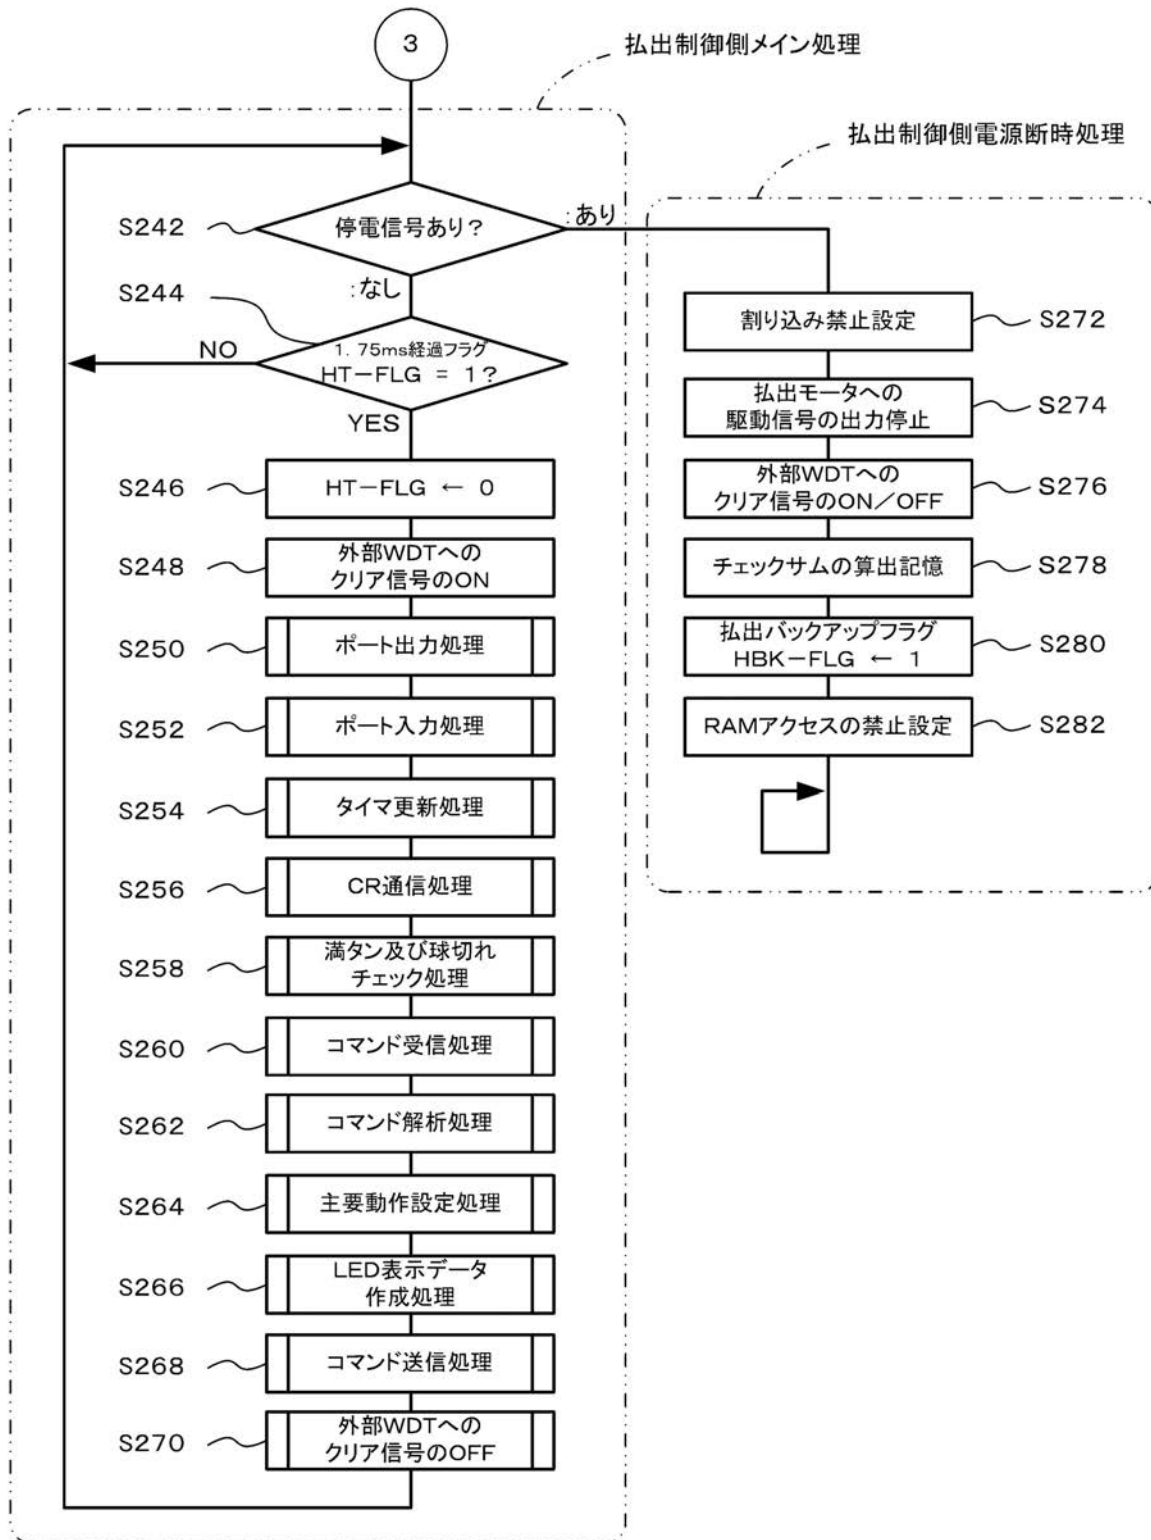 3
払出制御側メイン処理
払出制御側電源断時処理
S242
停電信号あり？
:あり
:なし
S244
1. 75ms経過フラグ
HT－FLG ＝ 1？
NO
YES
S246
HT－FLG ← 0
S248
外部WDTへの
クリア信号のON
S250
ポート出力処理
S252
ポート入力処理
S254
タイマ更新処理
S256
CR通信処理
S258
満タン及び球切れ
チェック処理
S260
コマンド受信処理
S262
コマンド解析処理
S264
主要動作設定処理
S266
LED表示データ
作成処理
S268
コマンド送信処理
S270
外部WDTへの
クリア信号のOFF
割り込み禁止設定
S272
払出モータへの
駆動信号の出力停止
S274
外部WDTへの
クリア信号のON／OFF
S276
チェックサムの算出記憶
S278
払出バックアップフラグ
HBK－FLG ← 1
S280
RAMアクセスの禁止設定
S282